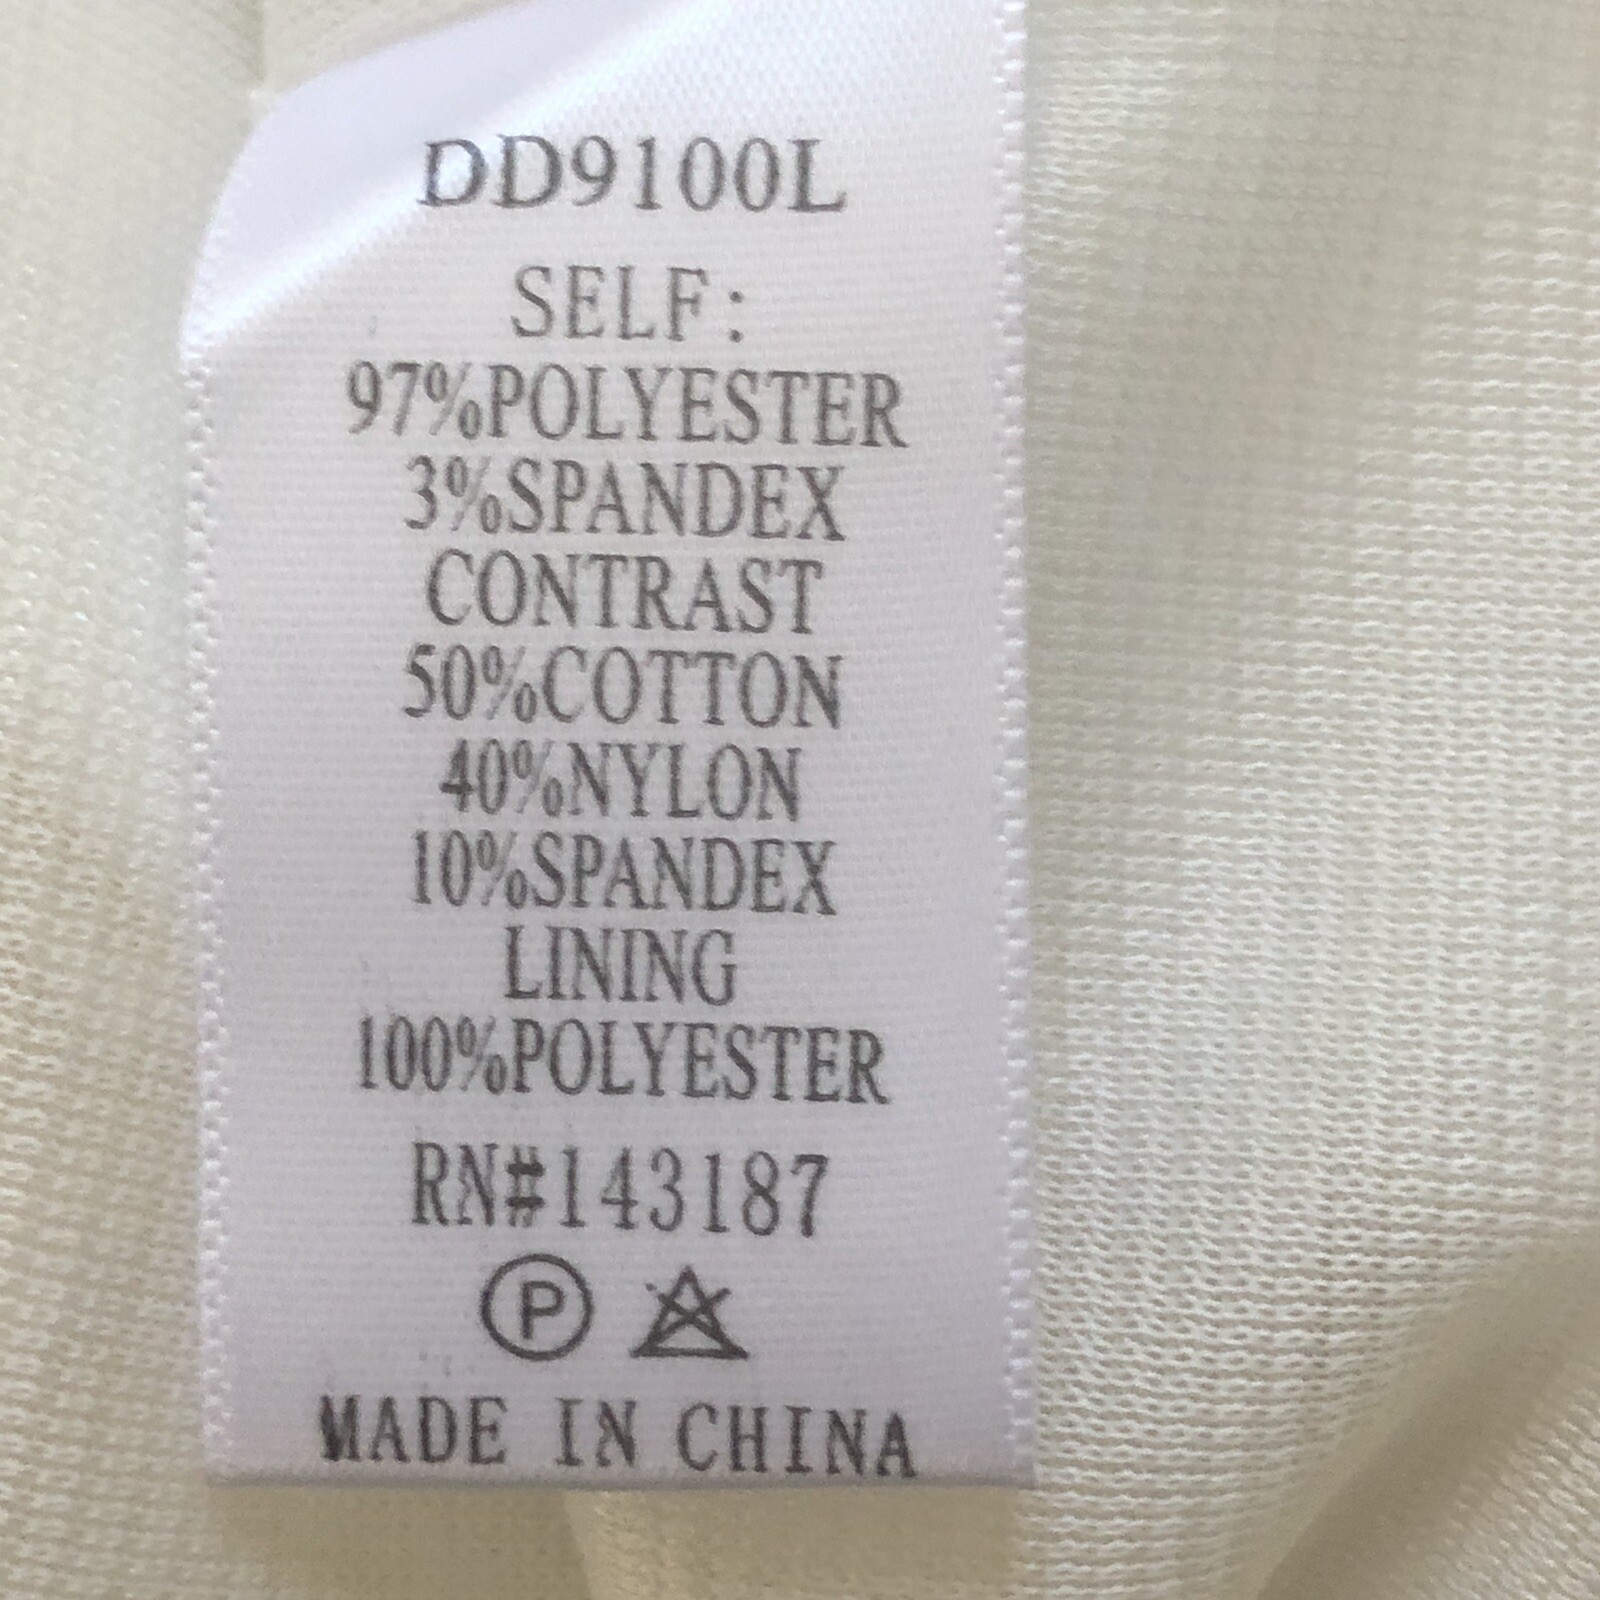 DD9100L
SELF:
97%POLYESTER
3%SPANDEX
CONTRAST
50%COTTON
40%NYLON
10%SPANDEX
LINING
100%POLYESTER
RN#143187
P
MADE IN CHINA